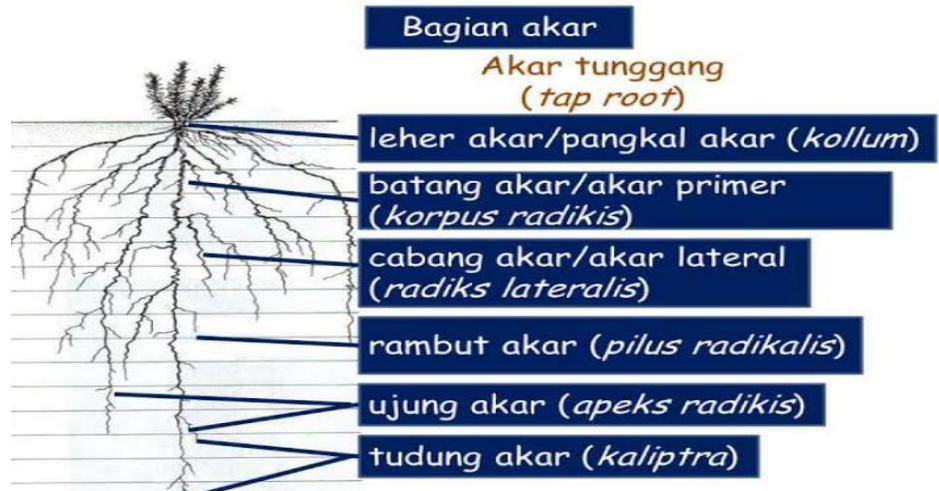 Bagian akar
Akar tunggang
(tap root)
leher akar/pangkal akar (kollum)
batang akar/akar primer
(korpus radikis)
cabang akar/akar lateral
(radiks lateralis)
rambut akar (pilus radikalis)
ujung akar (apeks radikis)
tudung akar (kaliptra)